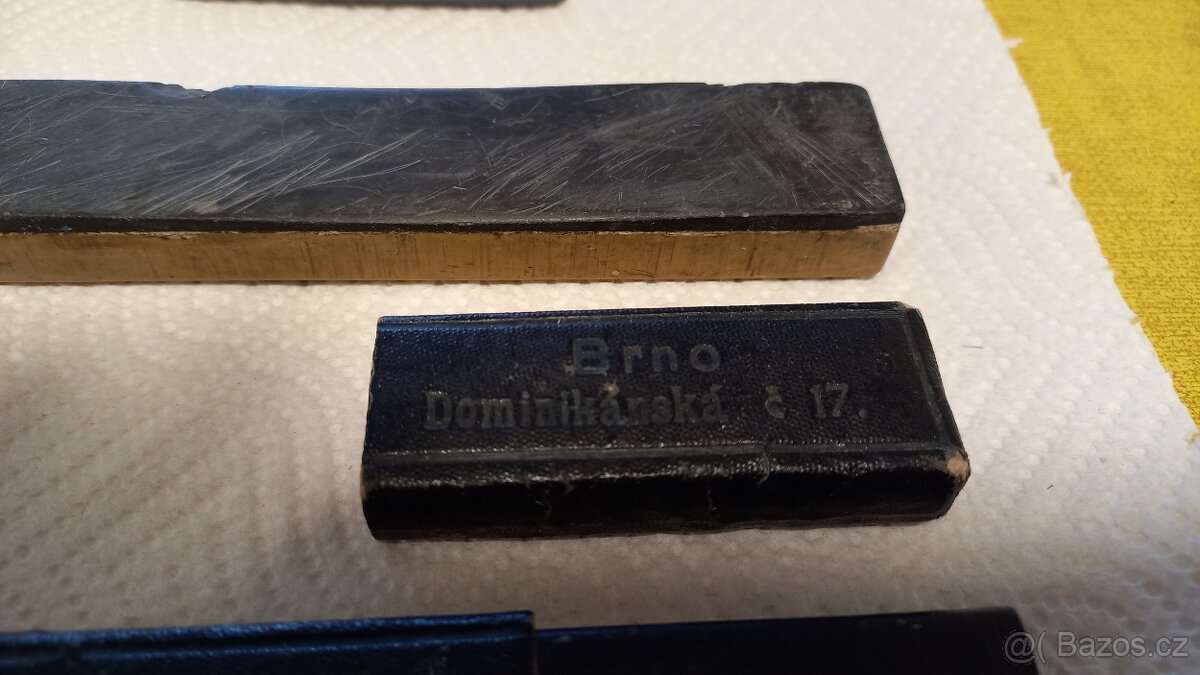 Brno
Dominikánská č 17.
@( Bazos.cz